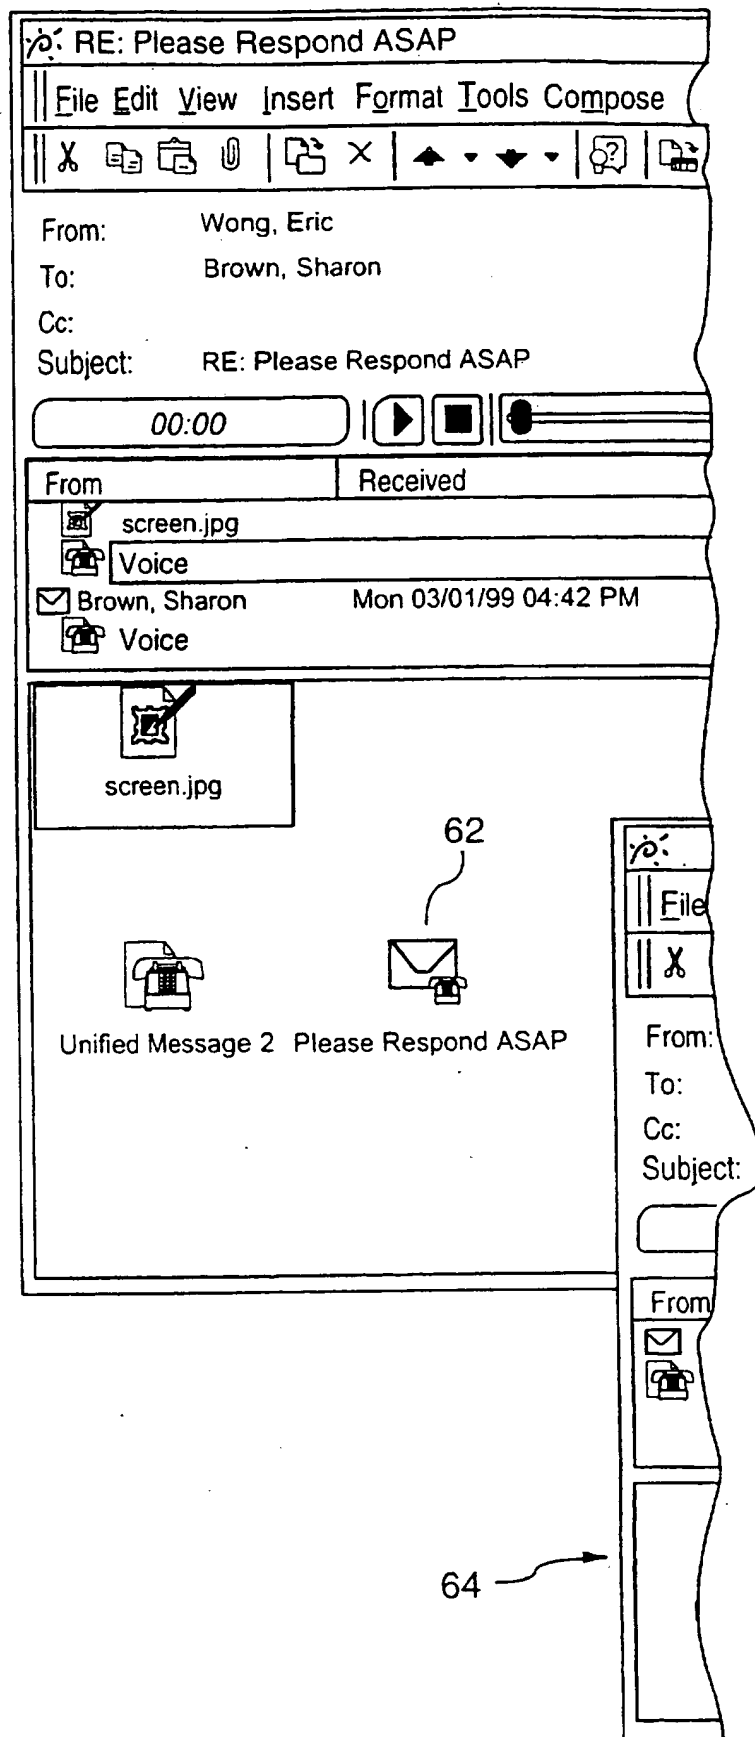 RE: Please Respond ASAP
File Edit View Insert Format Tools Compose
From: Wong, Eric
To: Brown, Sharon
Cc:
Subject: RE: Please Respond ASAP
00:00
From Received
screen.jpg
Voice
Brown, Sharon Mon 03/01/99 04:42 PM
Voice
screen.jpg
62
File
Unified Message 2 Please Respond ASAP
From:
To:
Cc:
Subject:
From
64